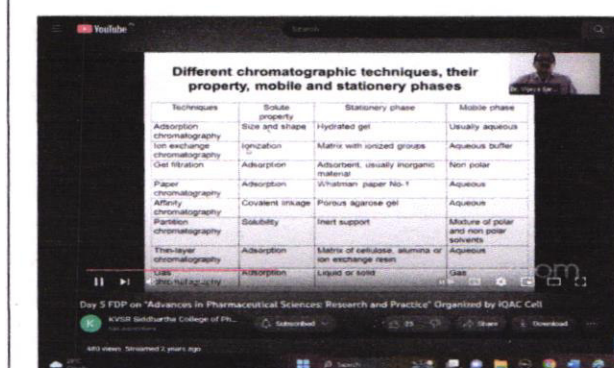 YouTube
Search
Different chromatographic techniques, their
property, mobile and stationery phases
Techniques Solute property Stationery phase Mobile phase
Adsorption chromatography Size and shape Hydrated gel Usually aqueous
Ion exchange chromatography Ionization Matrix with ionized groups Aqueous buffer
Gel filtration Adsorption Adsorbent, usually inorganic material Non polar
Paper chromatography Adsorption Whatman paper No-1 Aqueous
Affinity chromatography Covalent linkage Porous agarose gel Aqueous
Partition chromatography Solubility Inert support Mixture of polar and non polar solvents
Thin-layer chromatography Adsorption Matrix of cellulose, alumina or ion exchange resin Aqueous
Gas chromatography Adsorption Liquid or solid Gas
Day 5 FDP on "Advances in Pharmaceutical Sciences: Research and Practice" Organized by IQAC Cell
K
KVSR Siddhartha College of Ph...
Subscribed
25
Share
Download
Streamed 2 years ago
Search